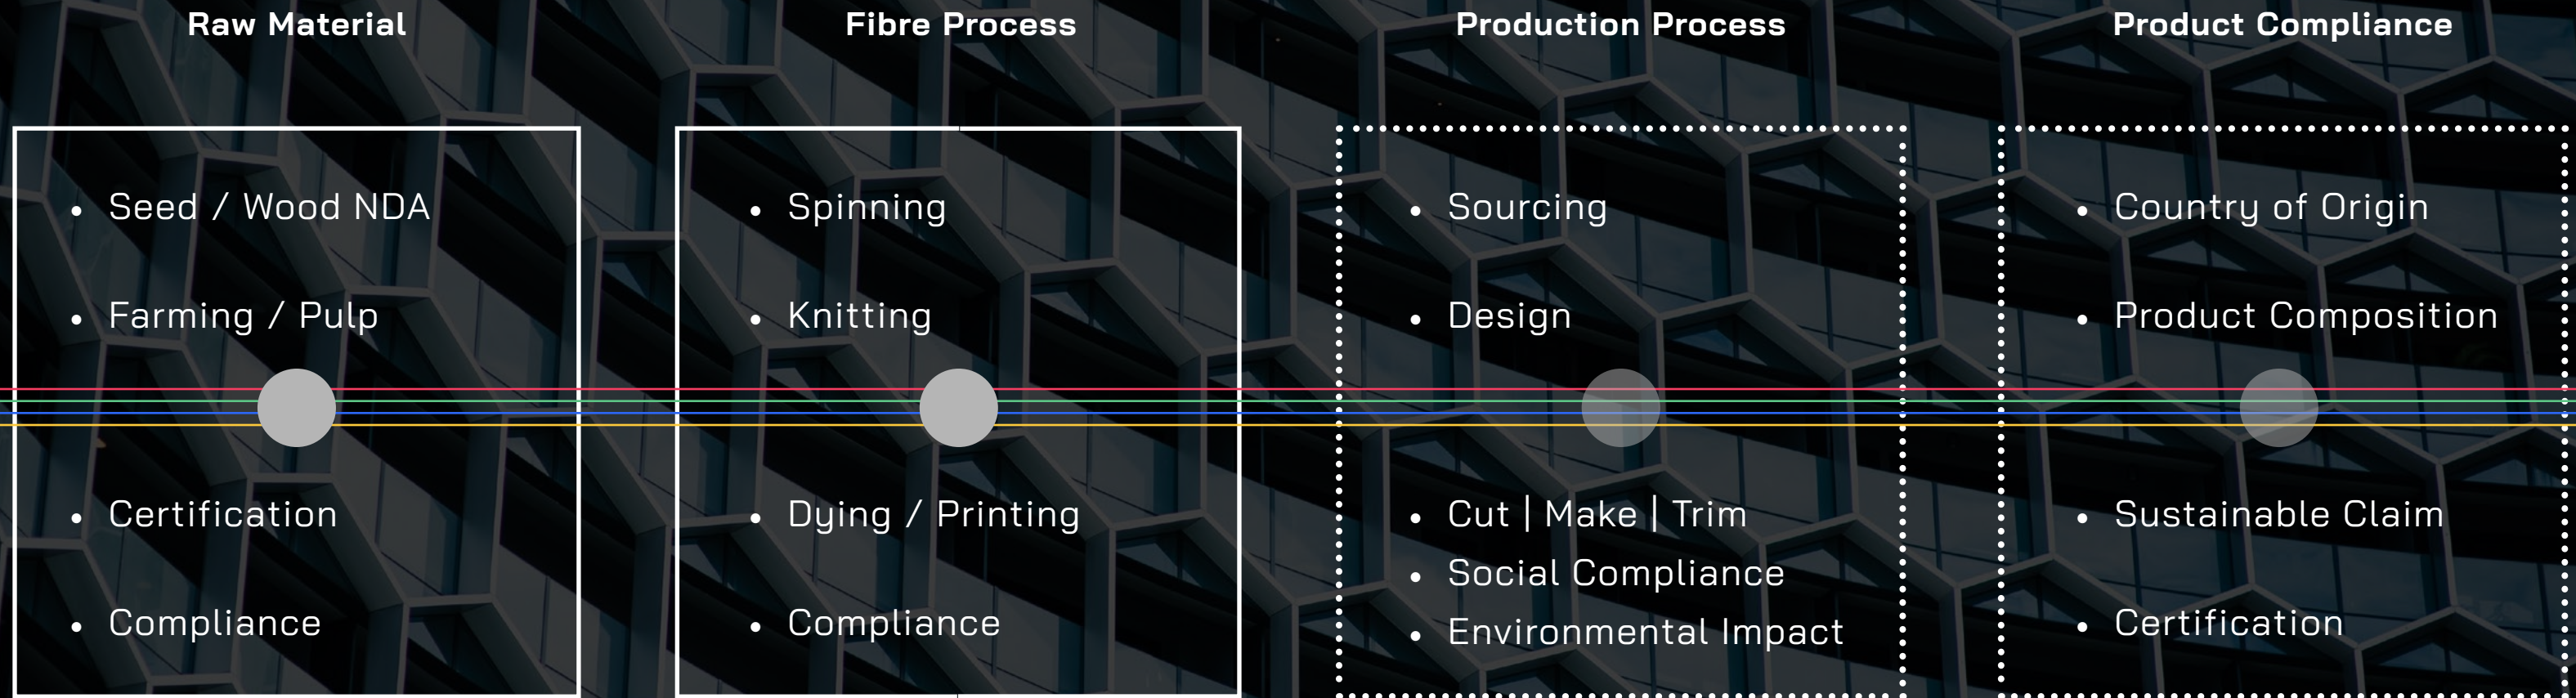 Raw Material
Seed / Wood NDA
Farming / Pulp
Certification
Compliance
Fibre Process
Spinning
Knitting
Dying / Printing
Compliance
Production Process
Sourcing
Design
Cut | Make | Trim
Social Compliance
Environmental Impact
Product Compliance
Country of Origin
Product Composition
Sustainable Claim
Certification